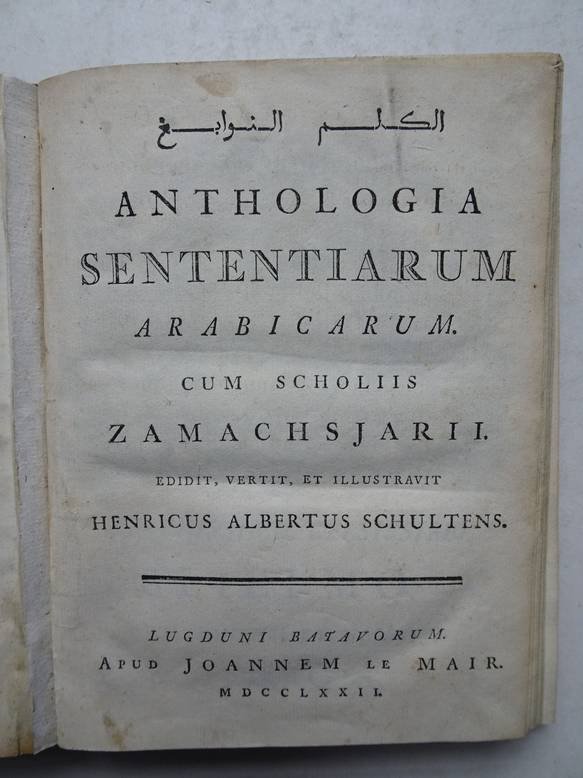 الكلم النوابغ
ANTHOLOGIA
SENTENTIARUM
ARABICARUM.
CUM SCHOLIIS
ZAMACHSJARII.
EDIDIT, VERTIT, ET ILLUSTRAVIT
HENRICUS ALBERTUS SCHULTENS.
LUGDUNI BATAVORUM.
APUD JOANNEM LE MAIR.
MDCCLXXII.